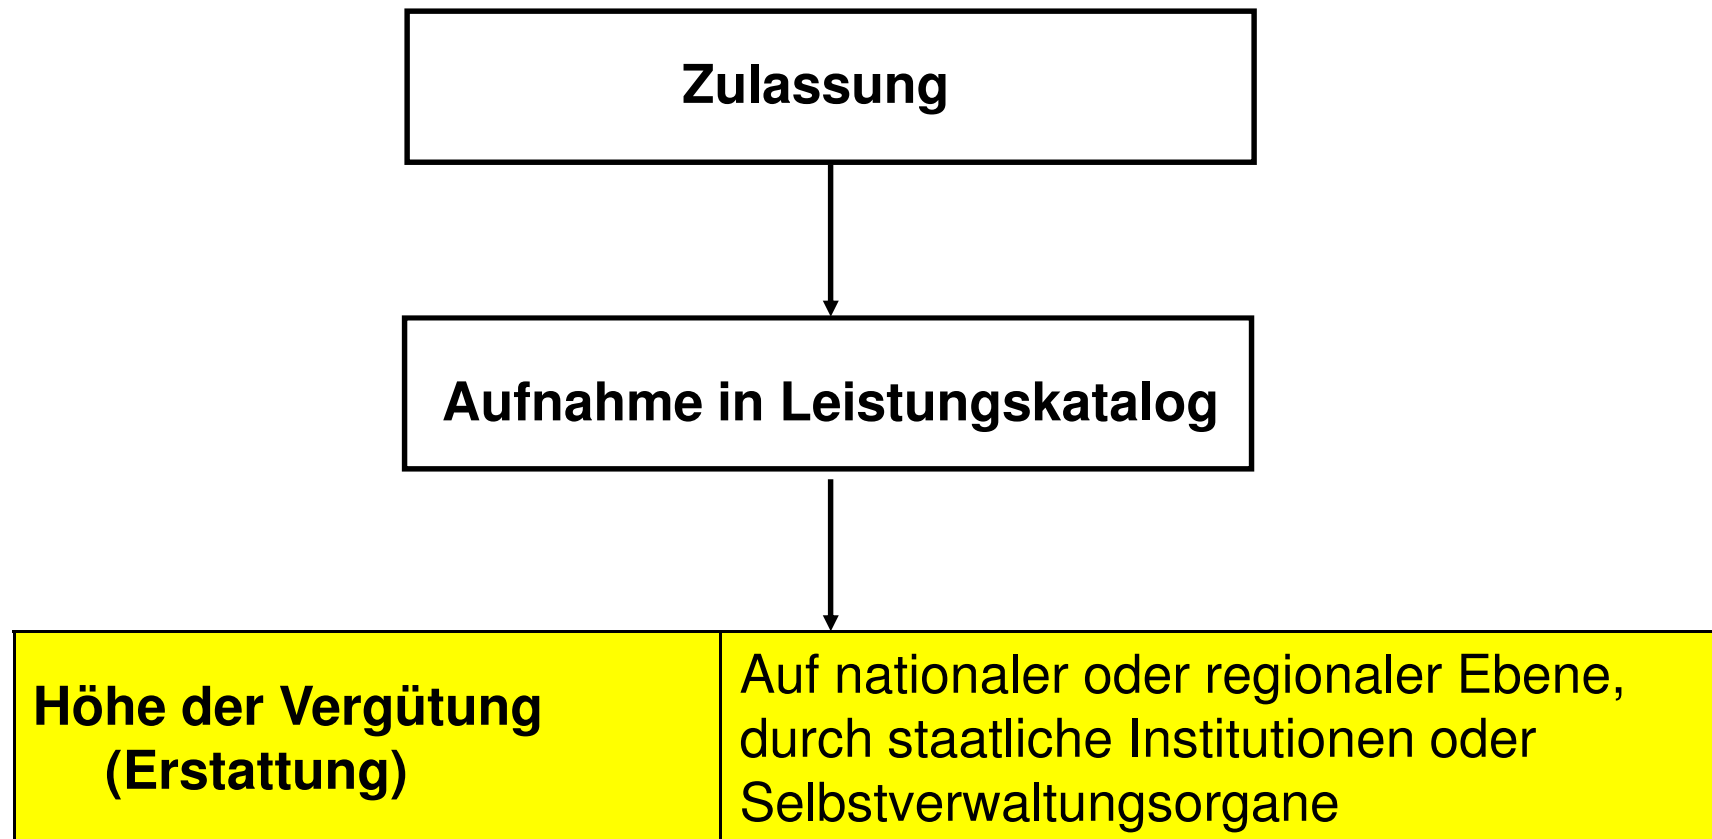 Zulassung
Aufnahme in Leistungskatalog
Höhe der Vergütung
(Erstattung)
Auf nationaler oder regionaler Ebene,
durch staatliche Institutionen oder
Selbstverwaltungsorgane